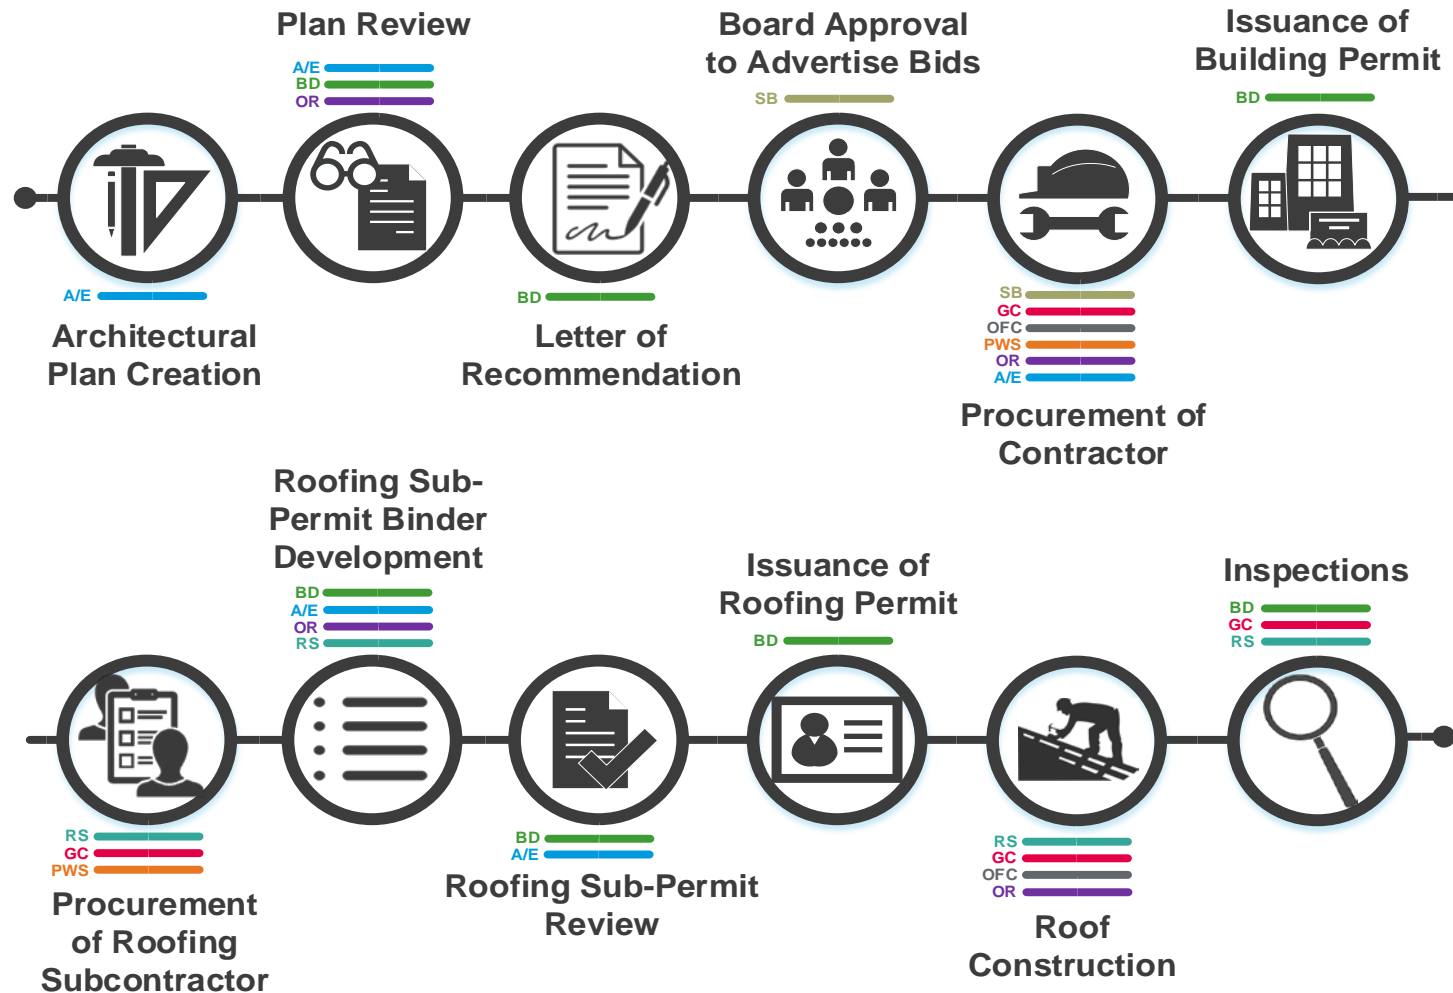 Plan Review
A/E
BD
OR
Board Approval
to Advertise Bids
SB
Issuance of
Building Permit
BD
A/E
Architectural
Plan Creation
BD
Letter of
Recommendation
SB
GC
OFC
PWS
OR
A/E
Procurement of
Contractor
Roofing Sub-
Permit Binder
Development
BD
A/E
OR
RS
Issuance of
Roofing Permit
BD
Inspections
BD
GC
RS
RS
GC
PWS
Procurement
of Roofing
Subcontractor
BD
A/E
Roofing Sub-Permit
Review
RS
GC
OFC
OR
Roof
Construction